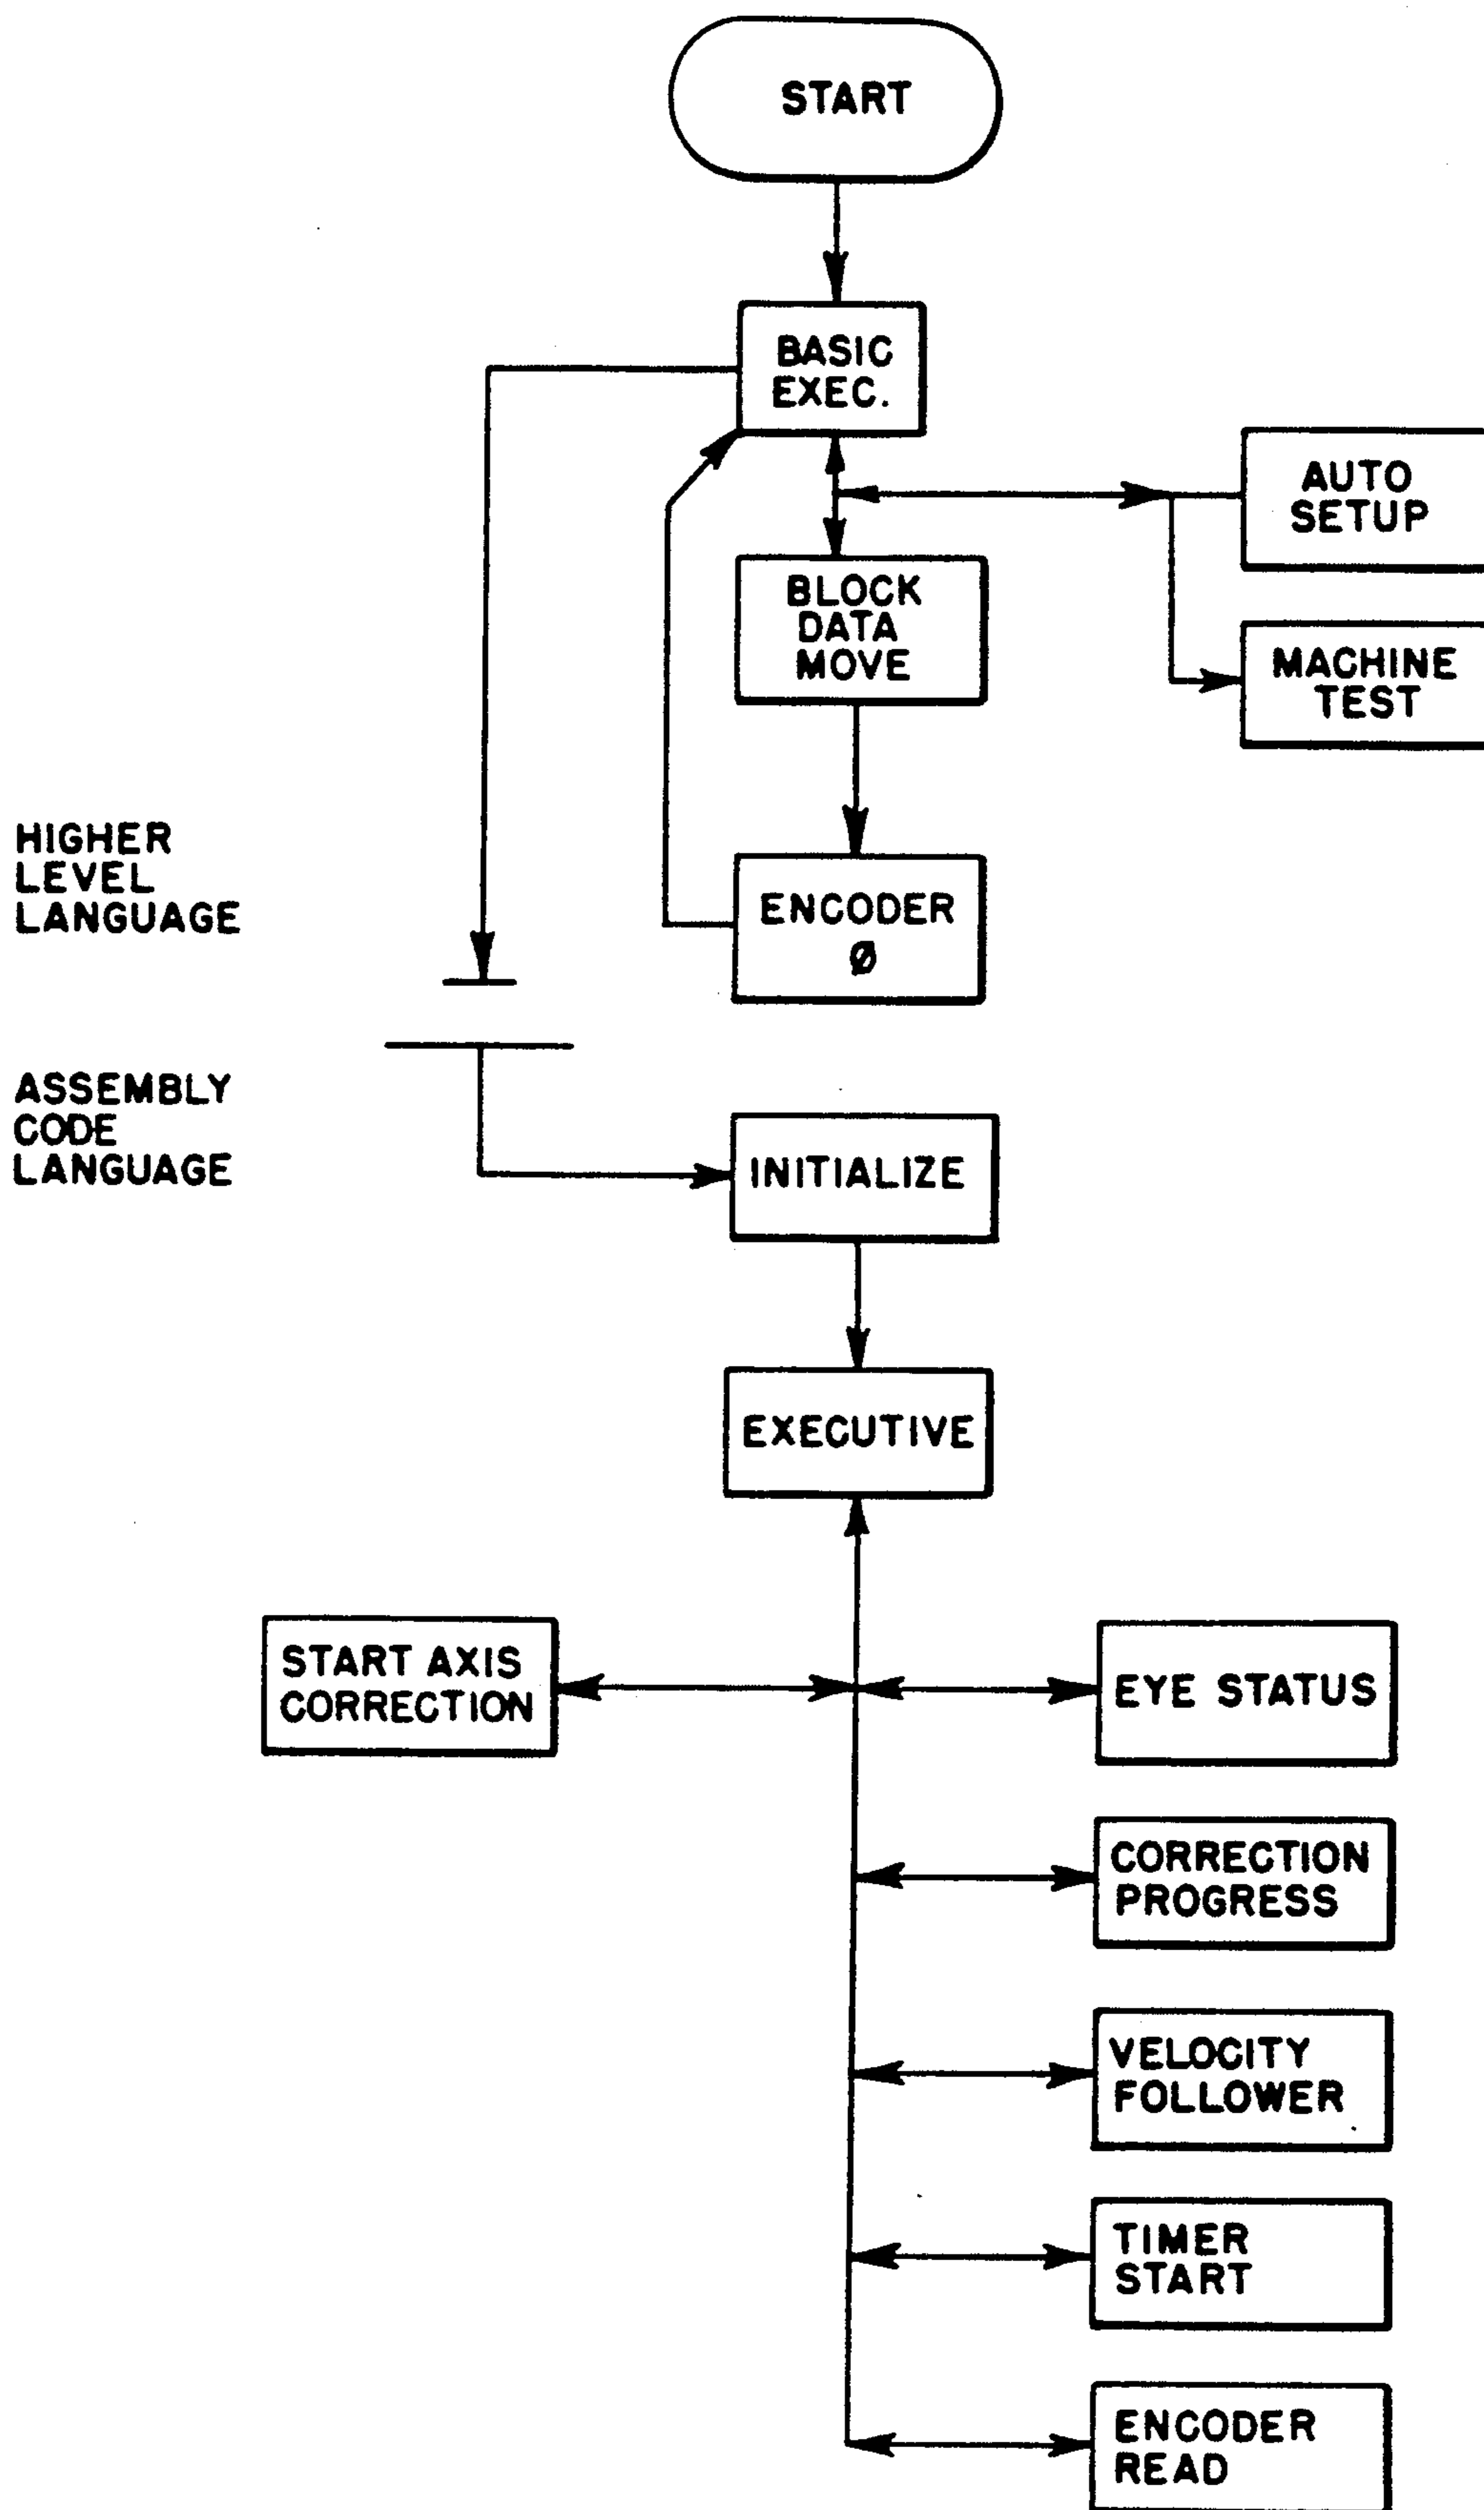 START
BASIC
EXEC.
AUTO
SETUP
BLOCK
DATA
MOVE
MACHINE
TEST
HIGHER
LEVEL
LANGUAGE
ENCODER
Ø
ASSEMBLY
CODE
LANGUAGE
INITIALIZE
EXECUTIVE
START AXIS
CORRECTION
EYE STATUS
CORRECTION
PROGRESS
VELOCITY
FOLLOWER
TIMER
START
ENCODER
READ